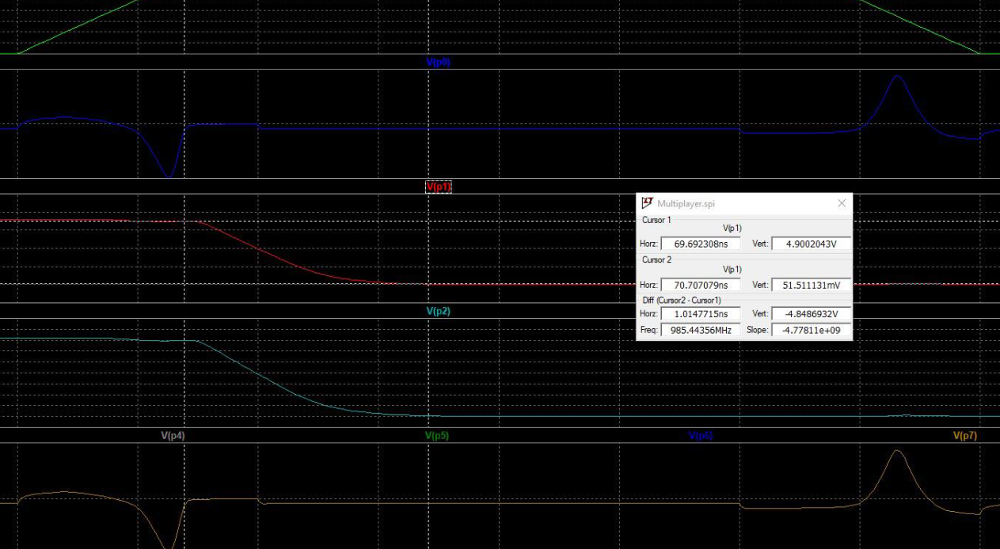 V(p0)
V(p1)
Multiplayer.spi
Cursor 1
V(p1)
Horz: 69.692308ns Vert: 4.9002043V
Cursor 2
V(p1)
Horz: 70.707079ns Vert: 51.511131mV
Diff (Cursor2 - Cursor1)
Horz: 1.0147715ns Vert: -4.8486932V
Freq: 985.44356MHz Slope: -4.77811e+09
V(p2)
V(p4) V(p5) V(p6) V(p7)